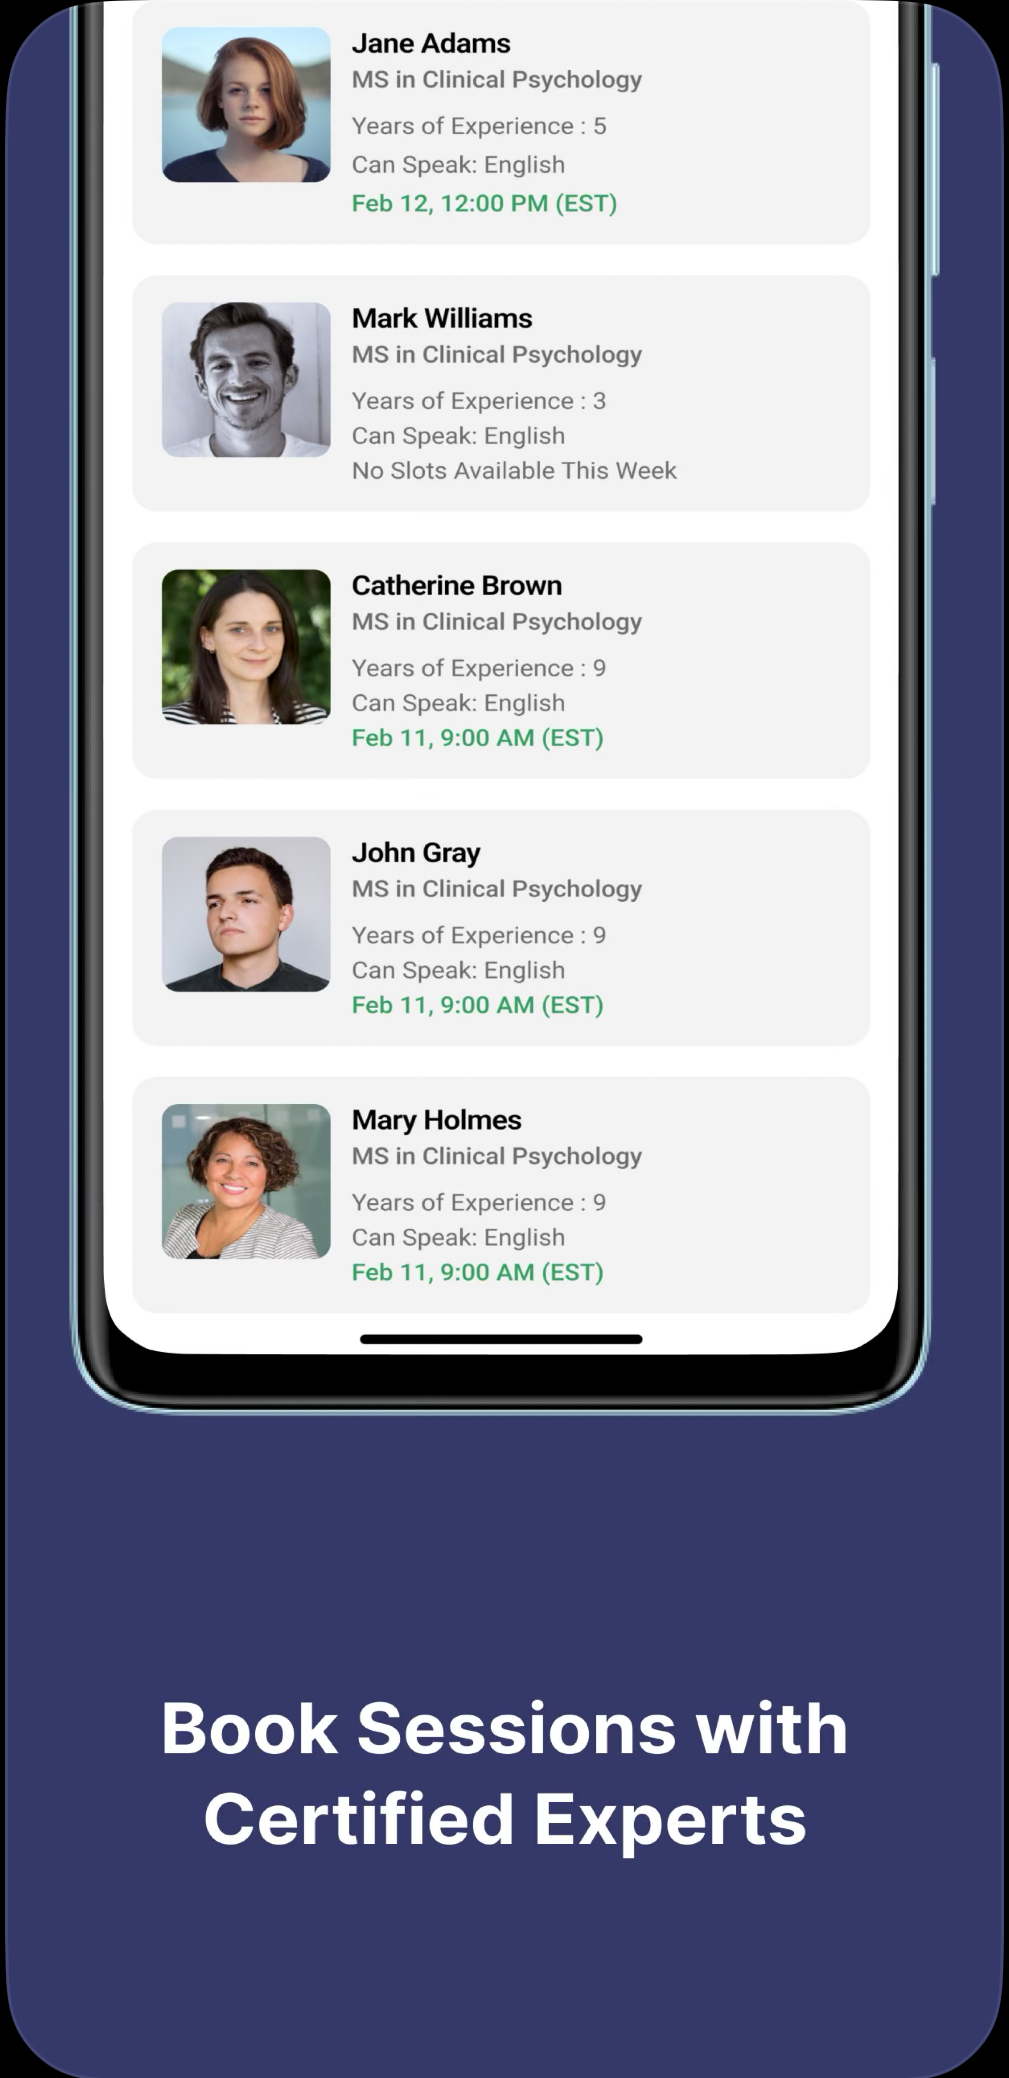 Jane Adams
MS in Clinical Psychology
Years of Experience : 5
Can Speak: English
Feb 12, 12:00 PM (EST)
Mark Williams
MS in Clinical Psychology
Years of Experience : 3
Can Speak: English
No Slots Available This Week
Catherine Brown
MS in Clinical Psychology
Years of Experience : 9
Can Speak: English
Feb 11, 9:00 AM (EST)
John Gray
MS in Clinical Psychology
Years of Experience : 9
Can Speak: English
Feb 11, 9:00 AM (EST)
Mary Holmes
MS in Clinical Psychology
Years of Experience : 9
Can Speak: English
Feb 11, 9:00 AM (EST)
Book Sessions with
Certified Experts